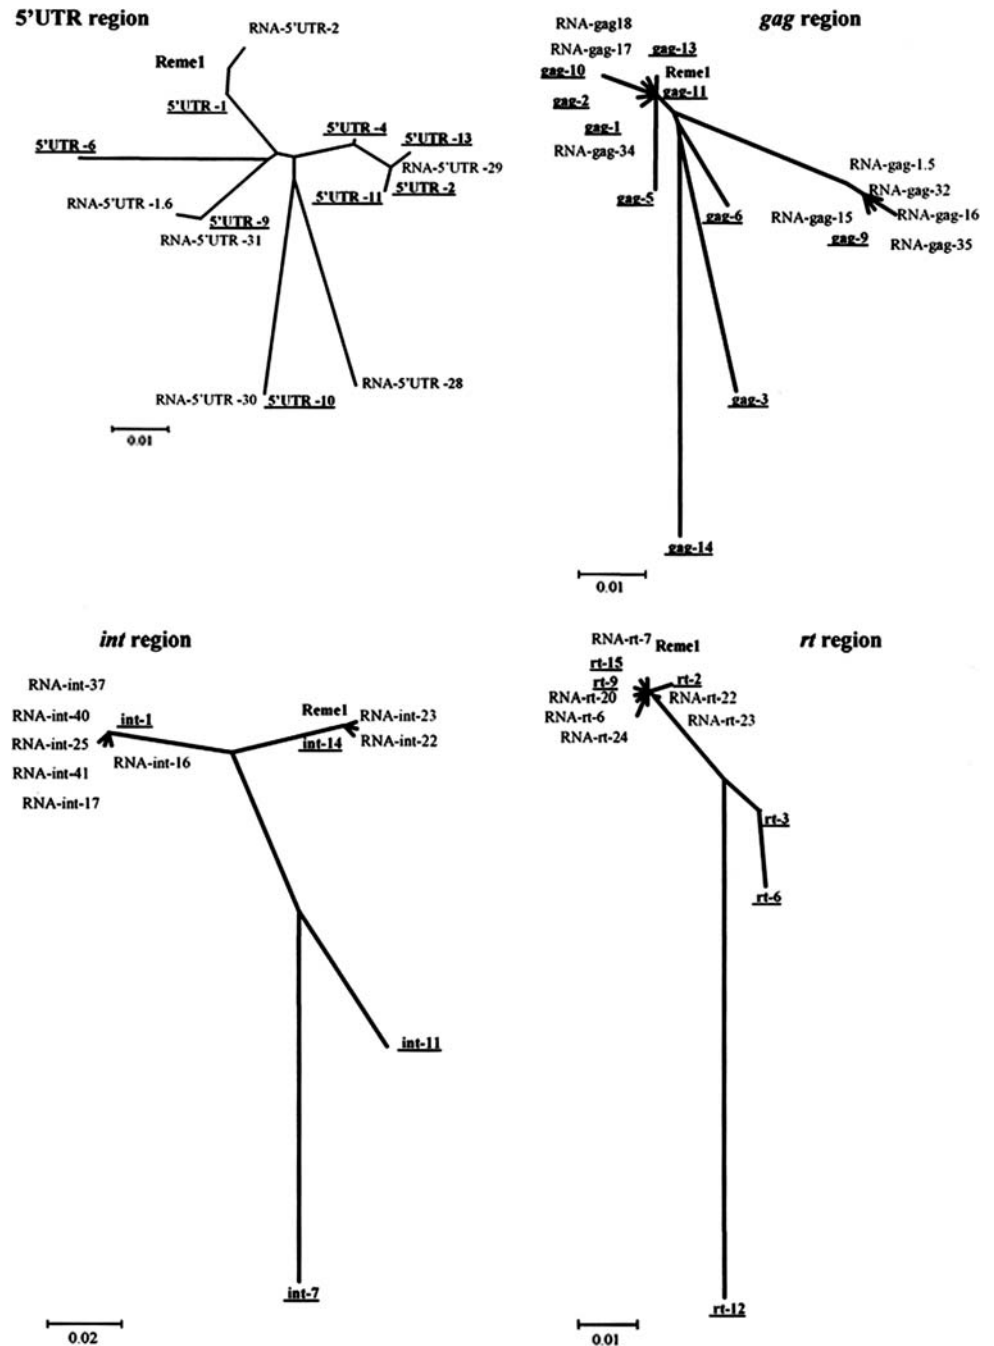 5'UTR region
RNA-5'UTR-2
Reme1
5'UTR -1
5'UTR -4
5'UTR -13
5'UTR -6
RNA-5'UTR -29
5'UTR -11
5'UTR -2
RNA-5'UTR -1.6
5'UTR -9
RNA-5'UTR -31
RNA-5'UTR -28
RNA-5'UTR -30
5'UTR -10
0.01
gag region
RNA-gag18
RNA-gag-17
gag-13
gag-10
Reme1
gag-11
gag-2
gag-1
RNA-gag-34
gag-5
gag-6
RNA-gag-1.5
RNA-gag-32
RNA-gag-15
RNA-gag-16
gag-9
RNA-gag-35
gag-3
gag-14
0.01
int region
RNA-int-37
RNA-int-40
int-1
Reme1
RNA-int-23
RNA-int-25
int-14
RNA-int-22
RNA-int-16
RNA-int-41
RNA-int-17
int-11
int-7
0.02
rt region
RNA-rt-7
Reme1
rt-15
rt-9
rt-2
RNA-rt-20
RNA-rt-22
RNA-rt-6
RNA-rt-23
RNA-rt-24
rt-3
rt-6
rt-12
0.01